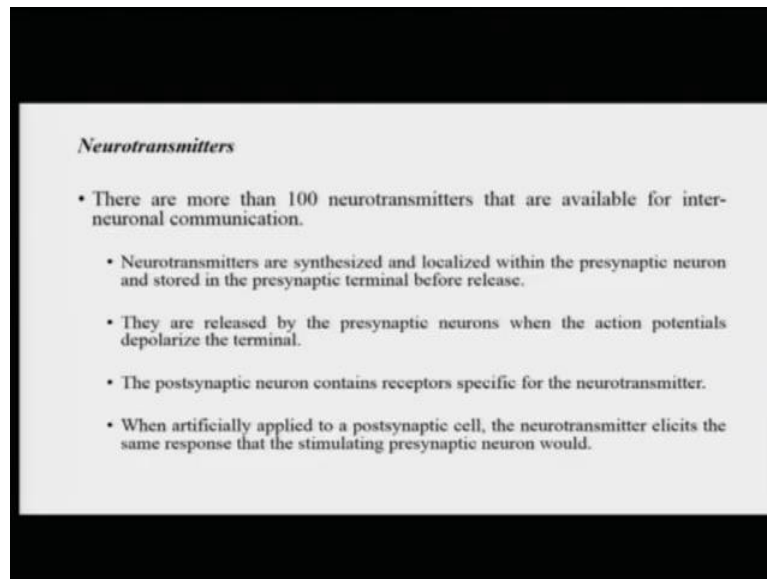 Neurotransmitters
• There are more than 100 neurotransmitters that are available for inter-
neuronal communication.
• Neurotransmitters are synthesized and localized within the presynaptic neuron
and stored in the presynaptic terminal before release.
• They are released by the presynaptic neurons when the action potentials
depolarize the terminal.
• The postsynaptic neuron contains receptors specific for the neurotransmitter.
• When artificially applied to a postsynaptic cell, the neurotransmitter elicits the
same response that the stimulating presynaptic neuron would.